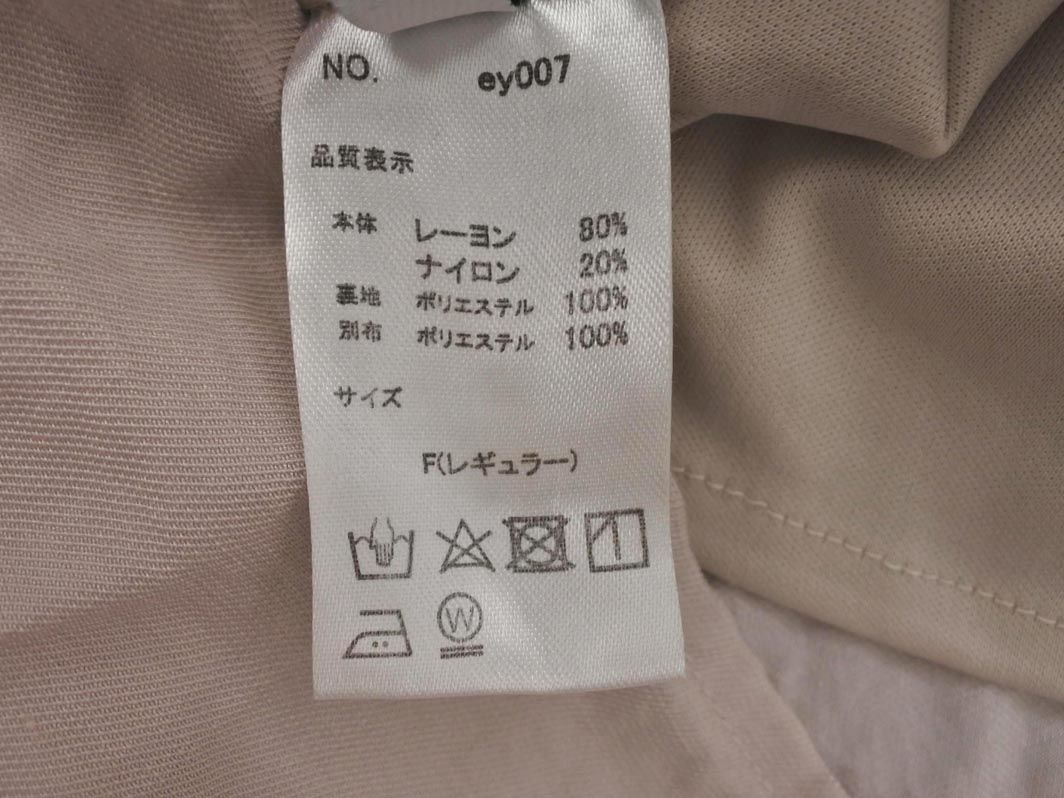 NO. ey007
品質表示
本体 レーヨン 80%
ナイロン 20%
裏地 ポリエステル 100%
別布 ポリエステル 100%
サイズ
F(レギュラー)
W